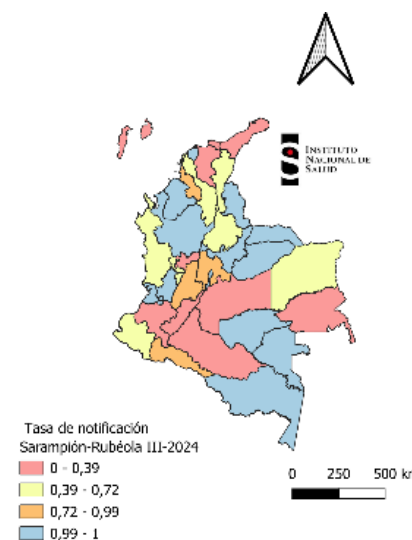 INSTITUTO
NACIONAL DE
SALUD
Tasa de notificación
Sarampión-Rubéola III-2024
0 - 0,39
0,39 - 0,72
0,72 - 0,99
0,99 - 1
0 250 500 km